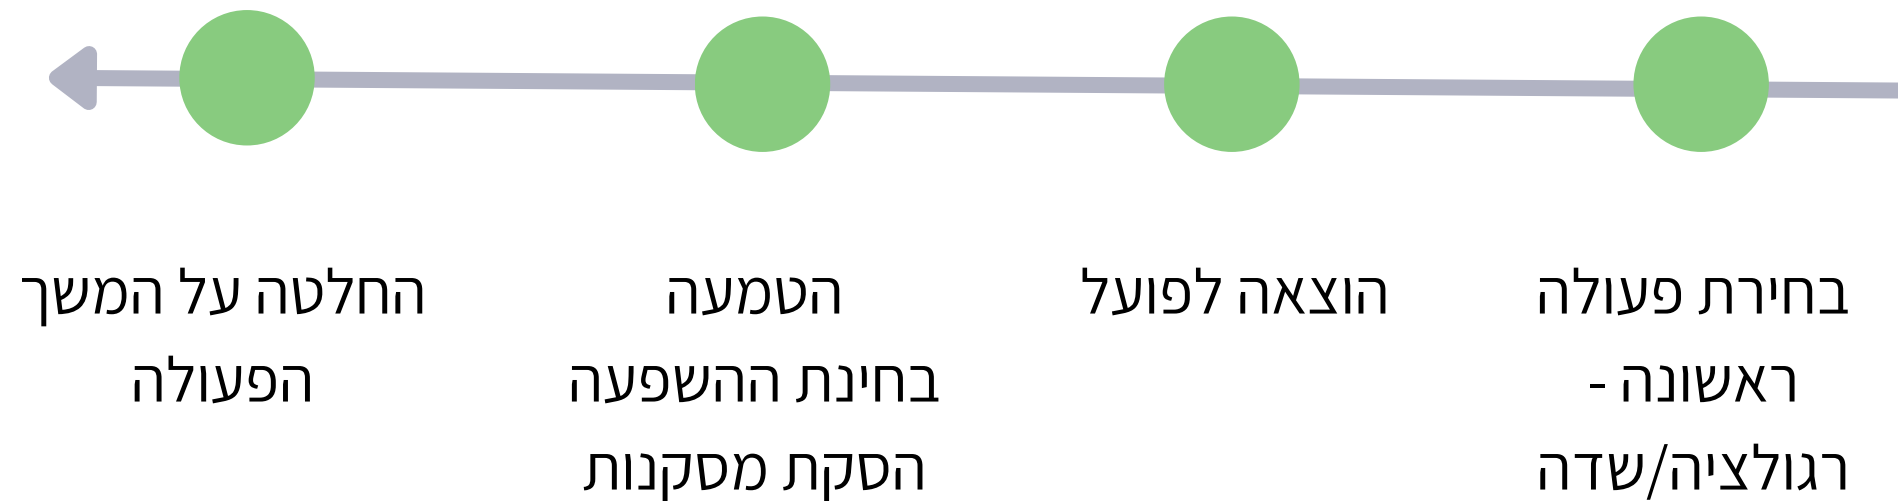 בחירת פעולה
ראשונה -
רגולציה/שדה
הוצאה לפועל
הטמעה
בחינת ההשפעה
הסקת מסקנות
החלטה על המשך
הפעולה